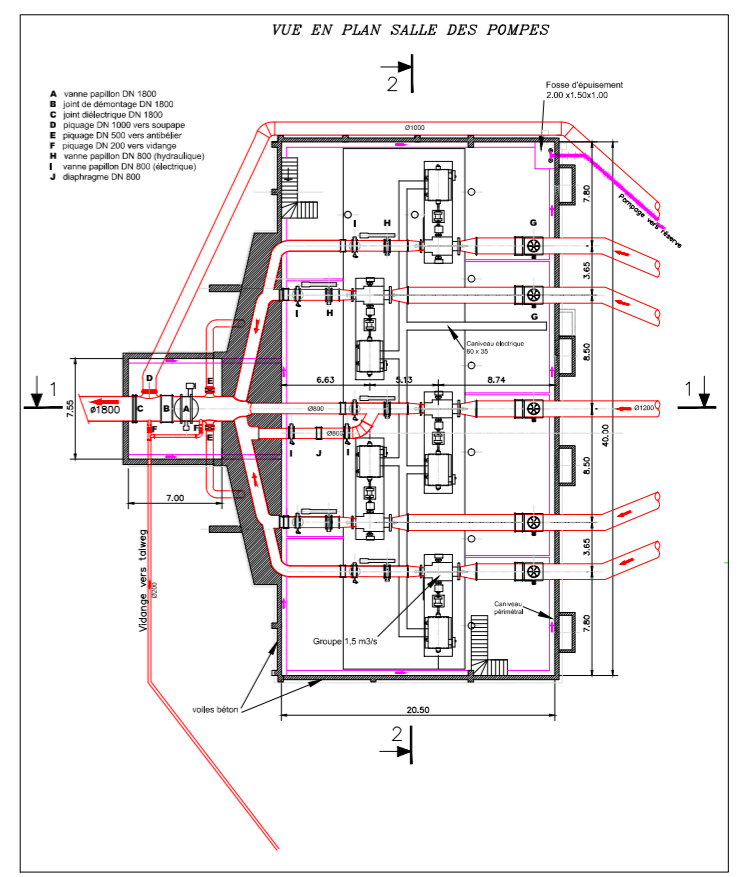 VUE EN PLAN SALLE DES POMPES
2
A vanne papillon DN 1800
B joint de démontage DN 1800
C joint diélectrique DN 1800
D piquage DN 1000 vers soupape
E piquage DN 500 vers antibélier
F piquage DN 200 vers vidange
H vanne papillon DN 800 (hydraulique)
I vanne papillon DN 800 (électrique)
J diaphragme DN 800
Fosse d'épuisement
2.00 x1.50x1.00
Ø1000
7.80
Pompage vers réserve
I
H
G
3.65
I
H
G
Caniveau électrique
60 x 35
8.50
1
7.55
D
E
6.63
5.13
8.74
1
ø1800
C
B
A
Ø800
Ø1200
40.00
F
E
Ø800
I
J
I
8.50
7.00
Vidange vers talweg
Ø200
3.65
Groupe 1,5 m3/s
Caniveau
périmétral
7.80
voiles béton
20.50
2